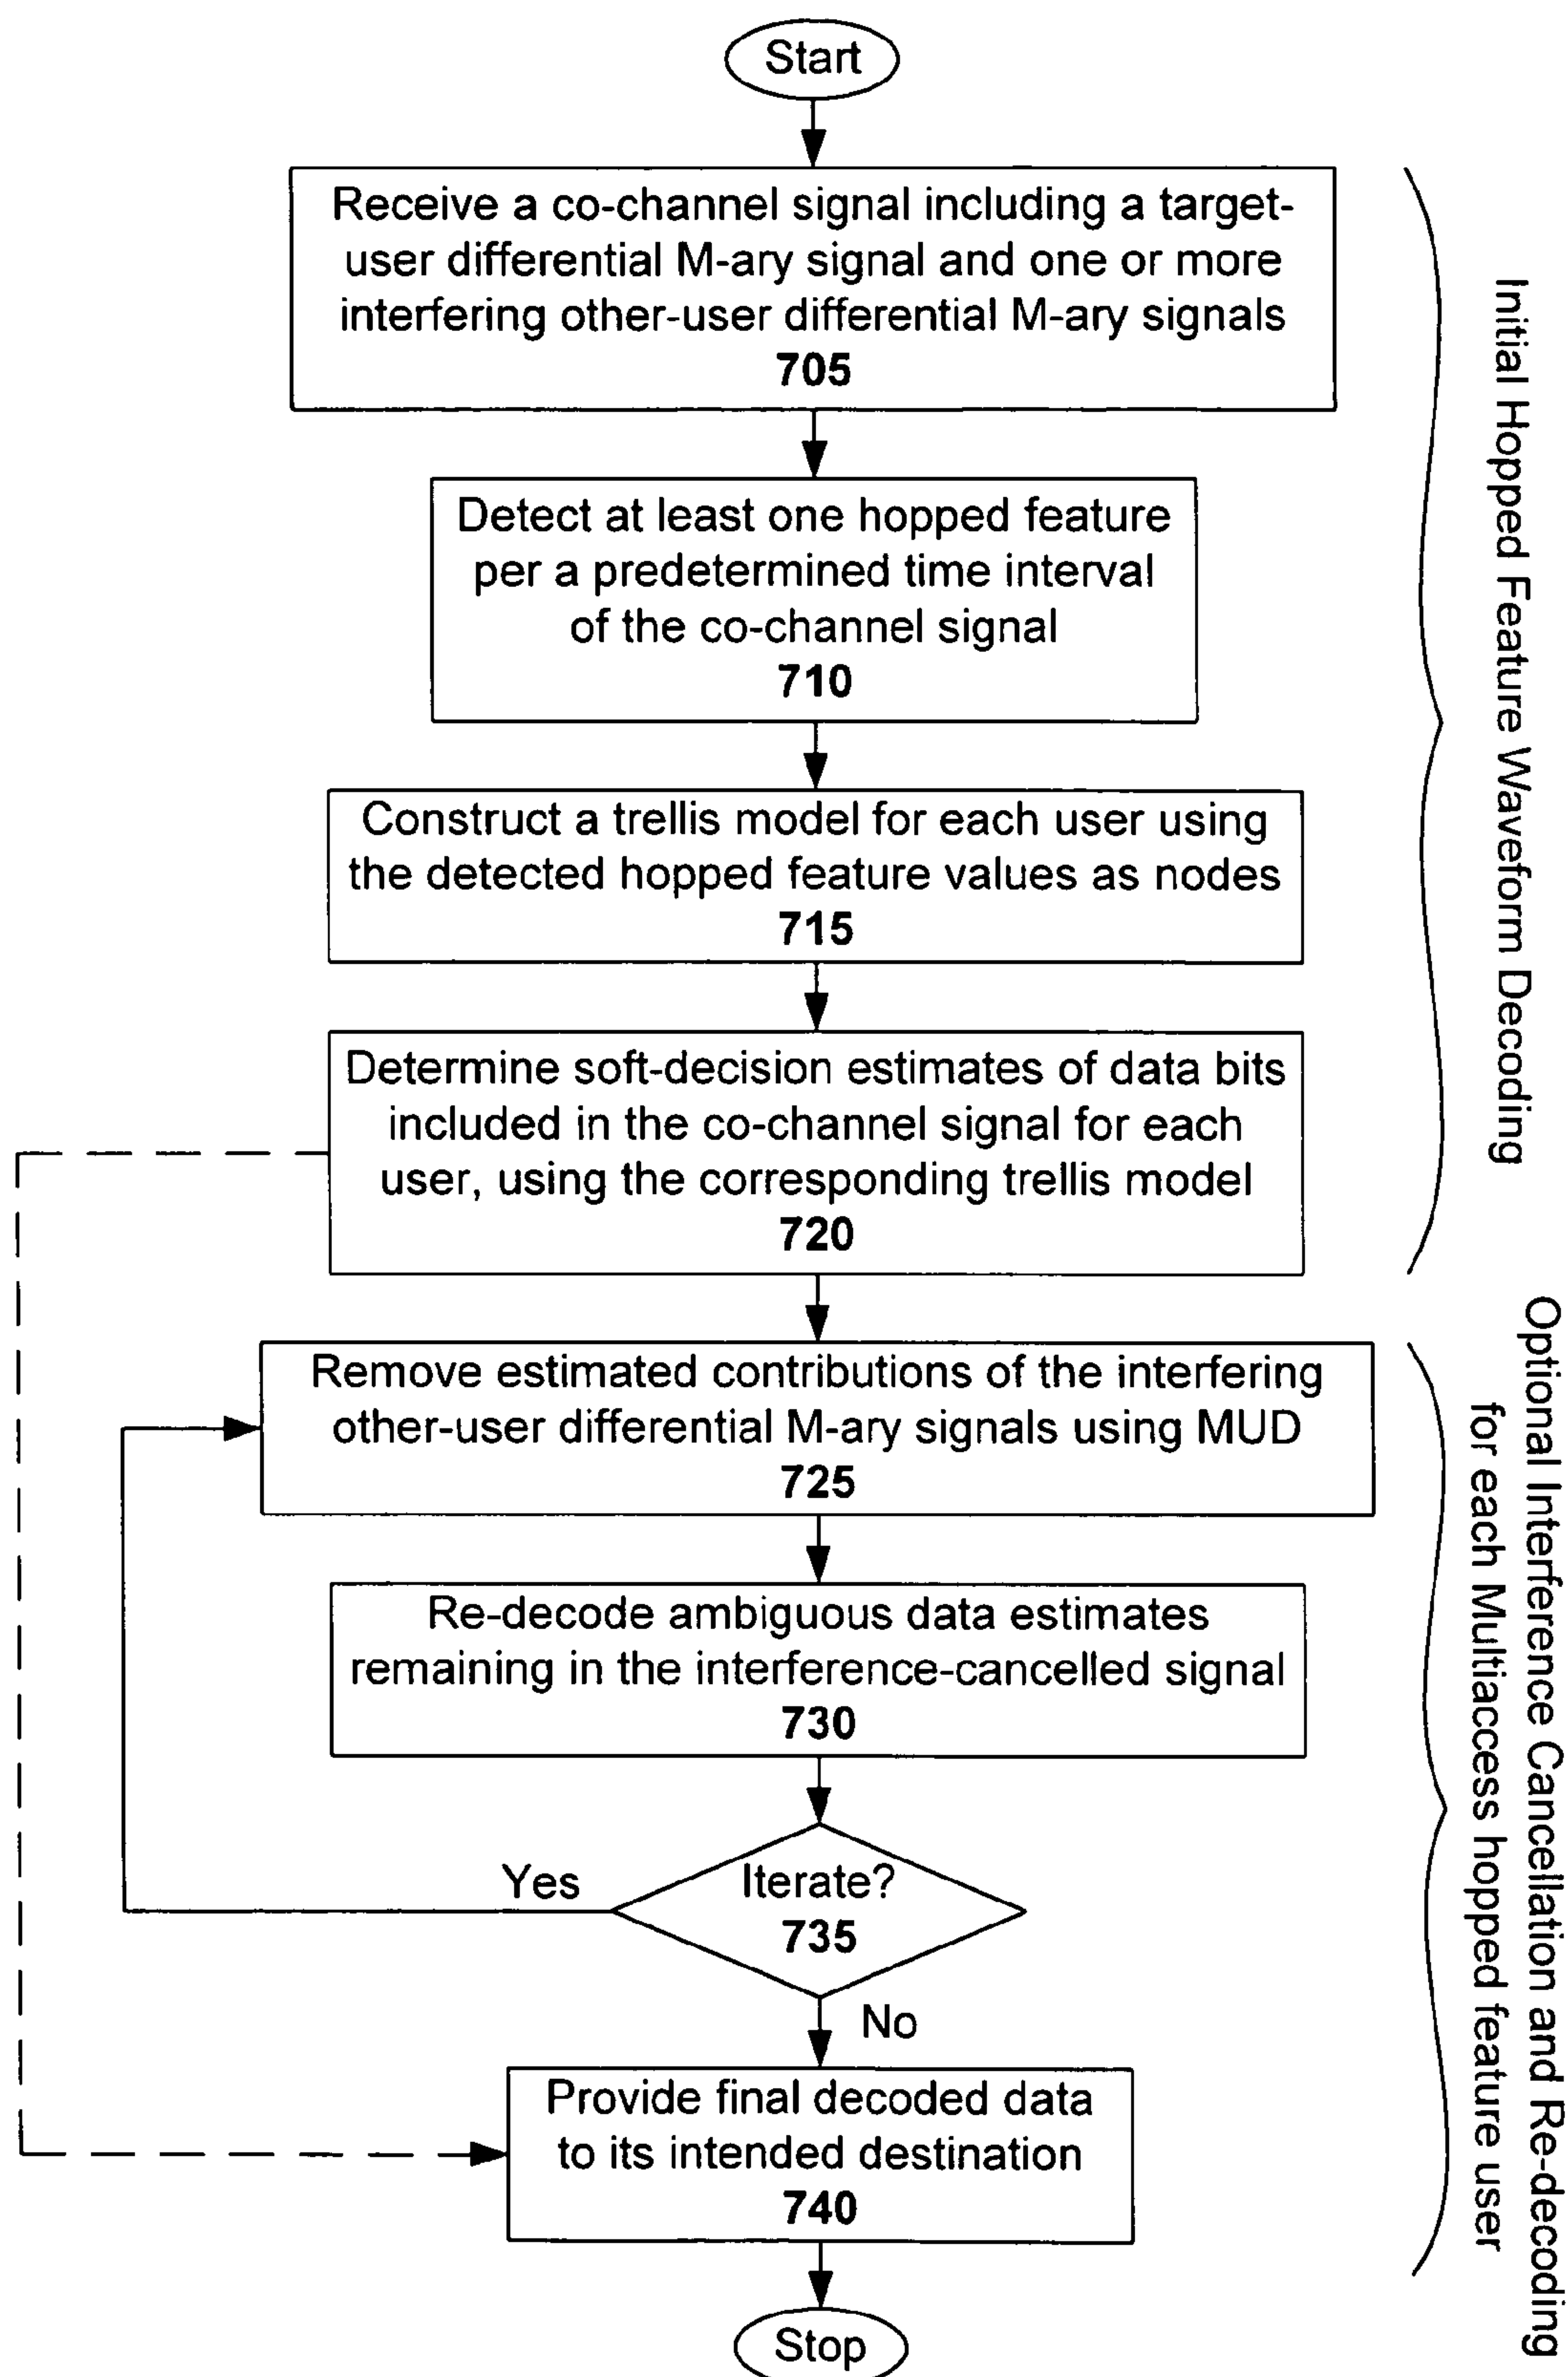 Start
Receive a co-channel signal including a target-
user differential M-ary signal and one or more
interfering other-user differential M-ary signals
705
Detect at least one hopped feature
per a predetermined time interval
of the co-channel signal
710
Construct a trellis model for each user using
the detected hopped feature values as nodes
715
Determine soft-decision estimates of data bits
included in the co-channel signal for each
user, using the corresponding trellis model
720
Initial Hopped Feature Waveform Decoding
Remove estimated contributions of the interfering
other-user differential M-ary signals using MUD
725
Re-decode ambiguous data estimates
remaining in the interference-cancelled signal
730
Iterate?
735
Yes
No
Provide final decoded data
to its intended destination
740
Optional Interference Cancellation and Re-decoding
for each Multiaccess hopped feature user
Stop